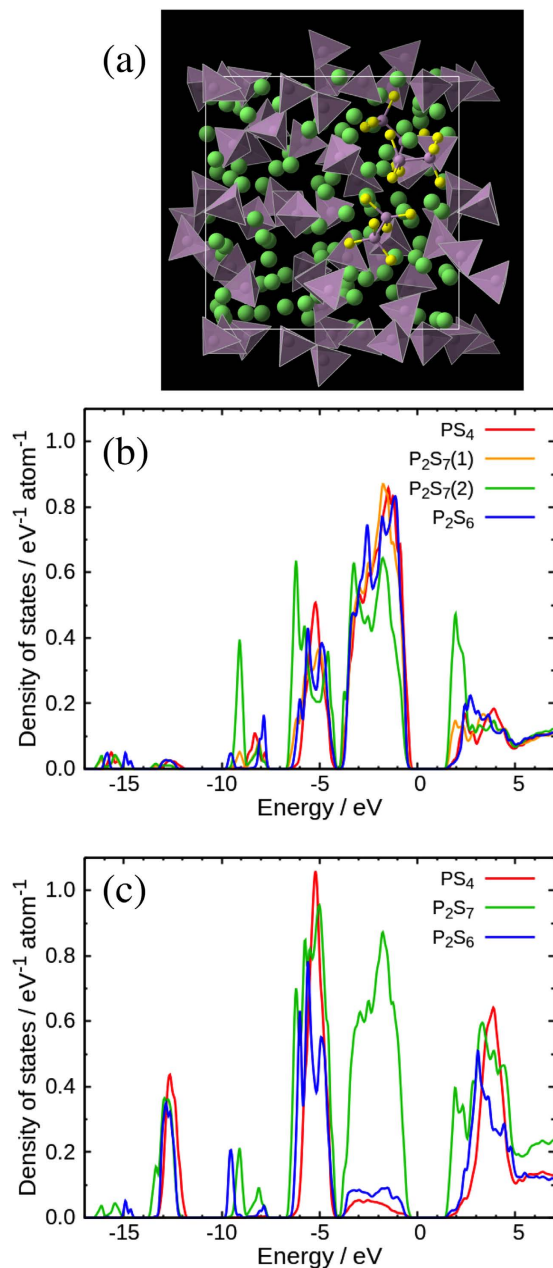 (a)
(b)
PS₄
P₂S₇(1)
P₂S₇(2)
P₂S₆
Density of states / eV⁻¹ atom⁻¹
1.0
0.8
0.6
0.4
0.2
0.0
-15 -10 -5 0 5
Energy / eV
(c)
PS₄
P₂S₇
P₂S₆
Density of states / eV⁻¹ atom⁻¹
1.0
0.8
0.6
0.4
0.2
0.0
-15 -10 -5 0 5
Energy / eV